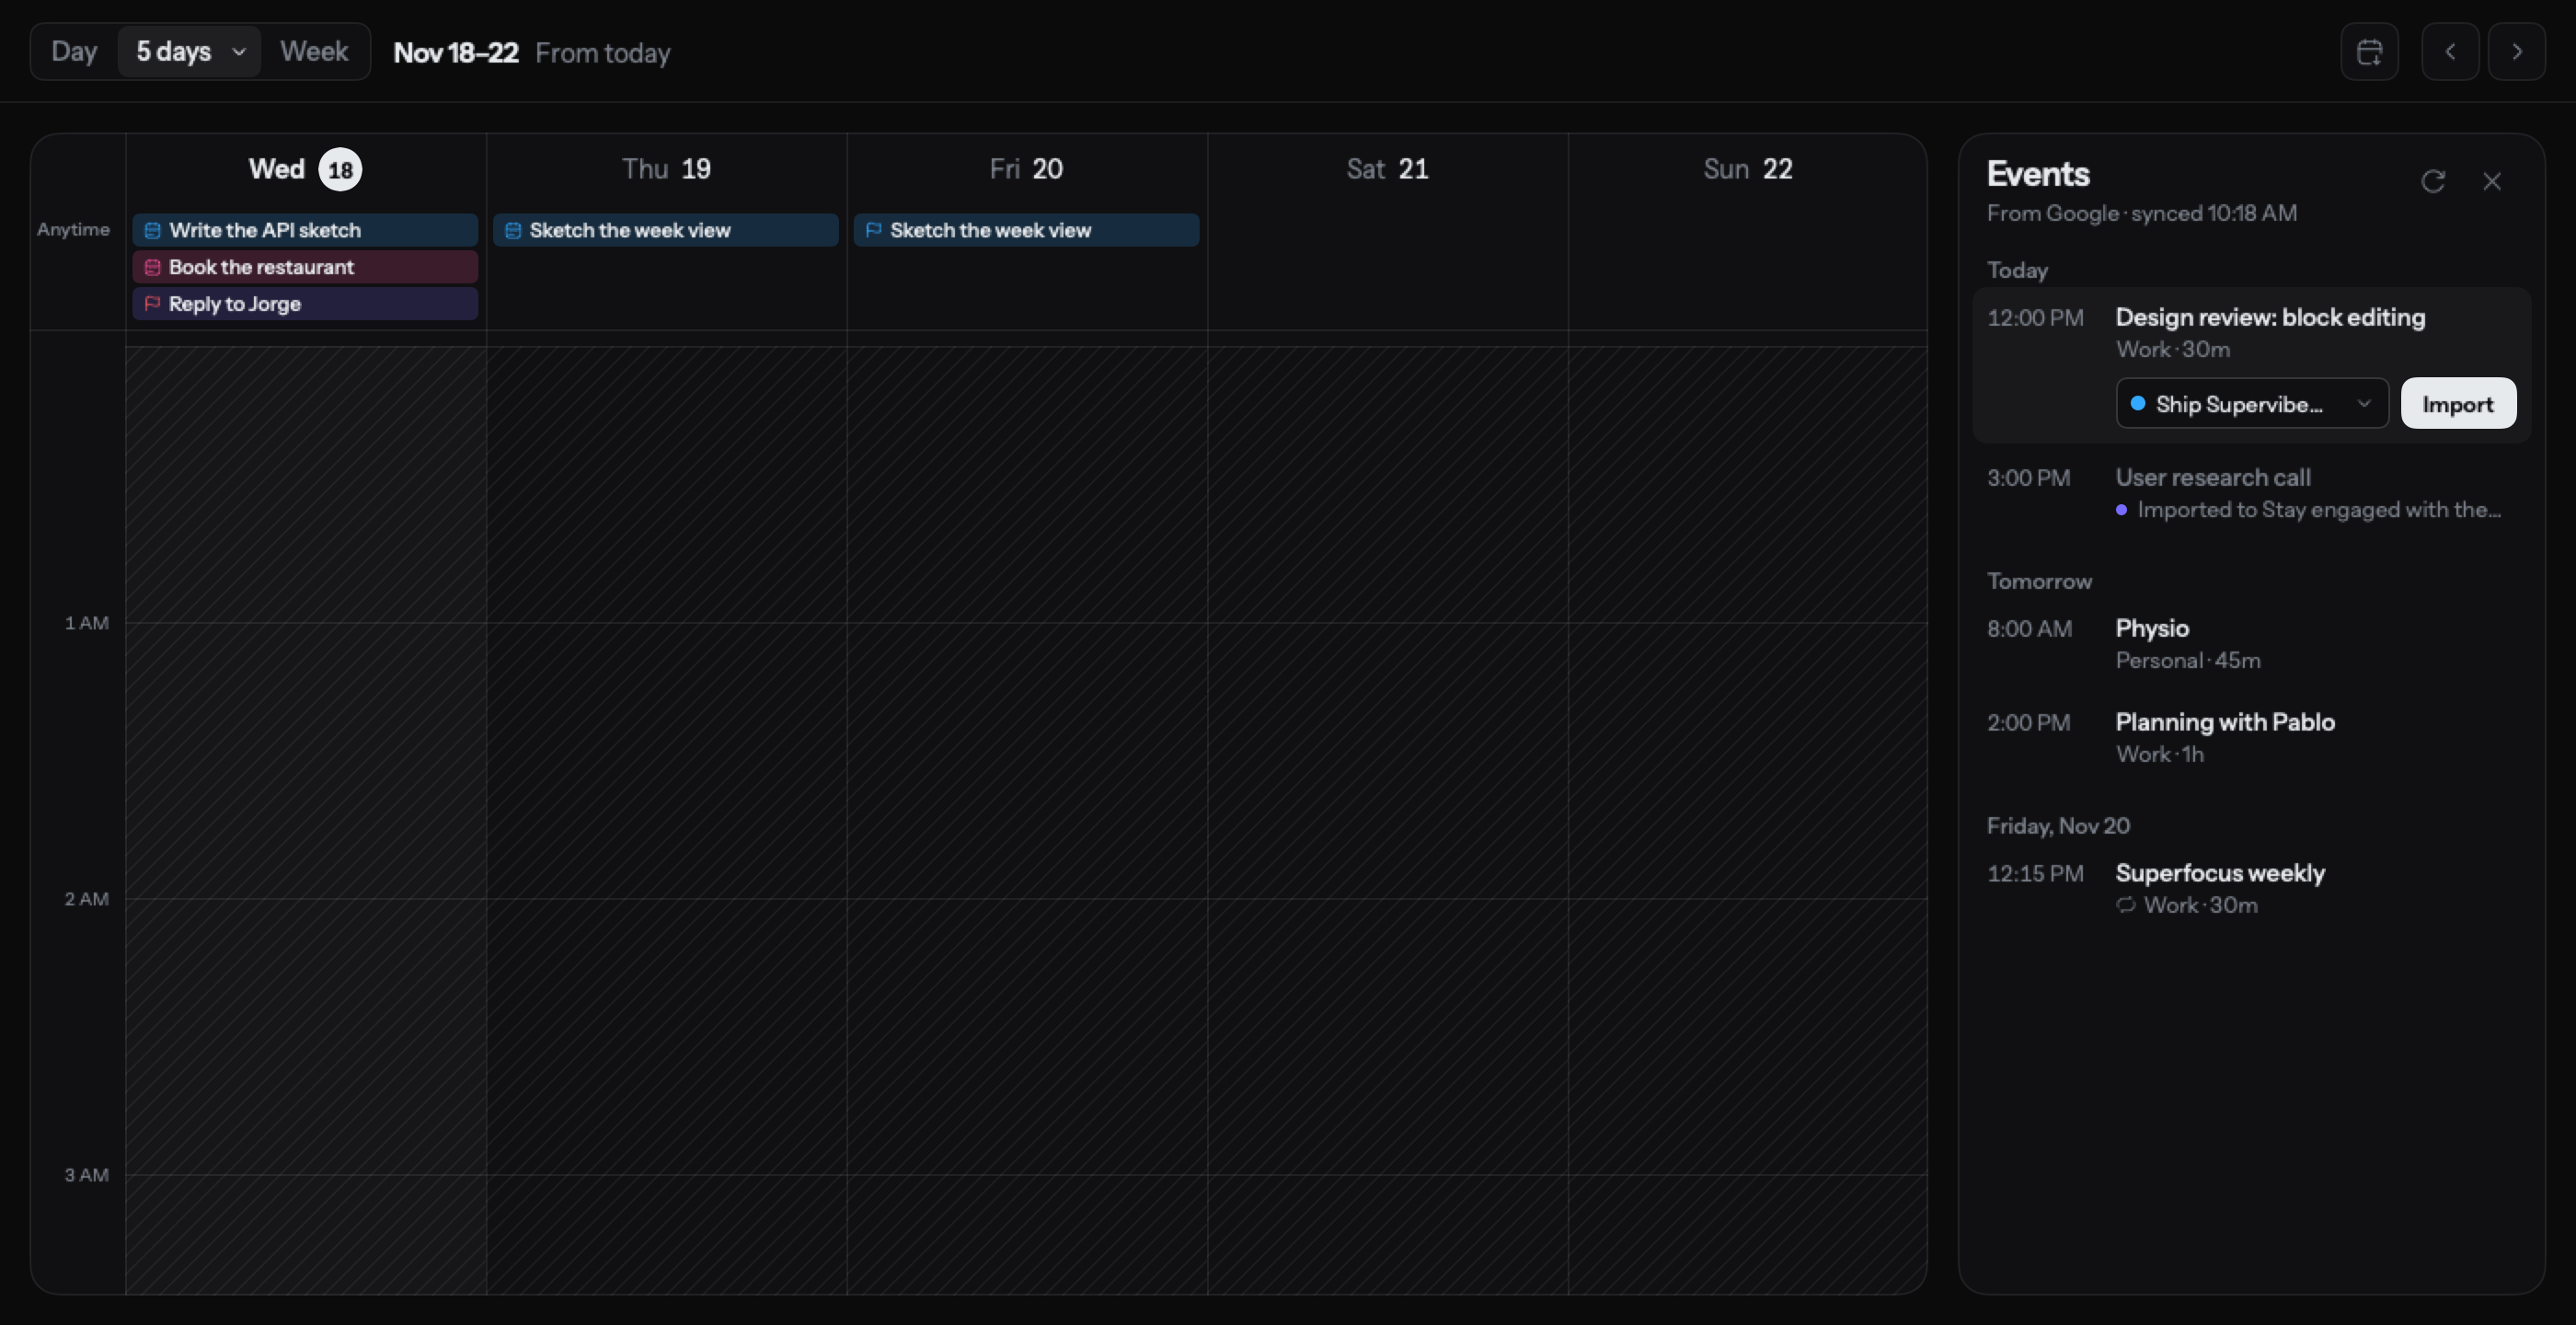 Day 5 days Week Nov 18–22 From today
Wed 18 Thu 19 Fri 20 Sat 21 Sun 22
Anytime
Write the API sketch
Book the restaurant
Reply to Jorge
Sketch the week view
Sketch the week view
1 AM
2 AM
3 AM
Events
From Google · synced 10:18 AM
Today
12:00 PM Design review: block editing
Work · 30m
Ship Supervibe... Import
3:00 PM User research call
Imported to Stay engaged with the...
Tomorrow
8:00 AM Physio
Personal · 45m
2:00 PM Planning with Pablo
Work · 1h
Friday, Nov 20
12:15 PM Superfocus weekly
Work · 30m